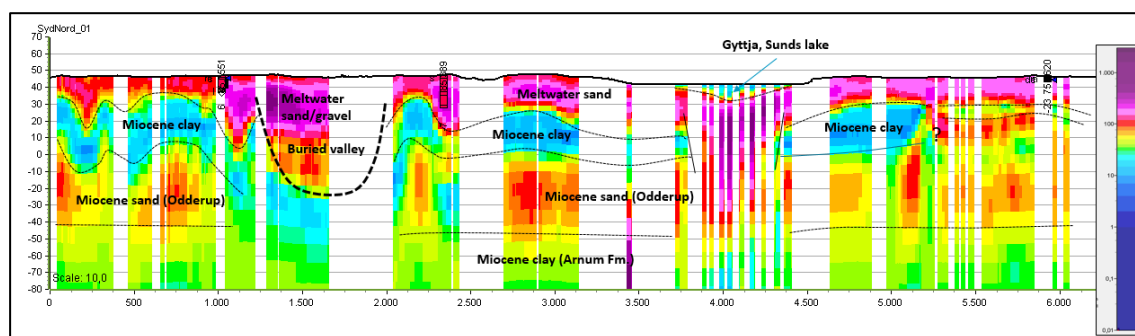 SydNord_01
Gyttja, Sunds lake
70
60
50
40
30
20
10
0
-10
-20
-30
-40
-50
-60
-70
-80
Meltwater
sand/gravel
Meltwater sand
Miocene clay
Miocene clay
Miocene clay
?
Buried valley
Miocene sand (Odderup)
Miocene sand (Odderup)
Miocene clay (Arnum Fm.)
Scale: 10,0
0
500
1.000
1.500
2.000
2.500
3.000
3.500
4.000
4.500
5.000
5.500
6.000
1.000
100
10
1
0,1
0,01